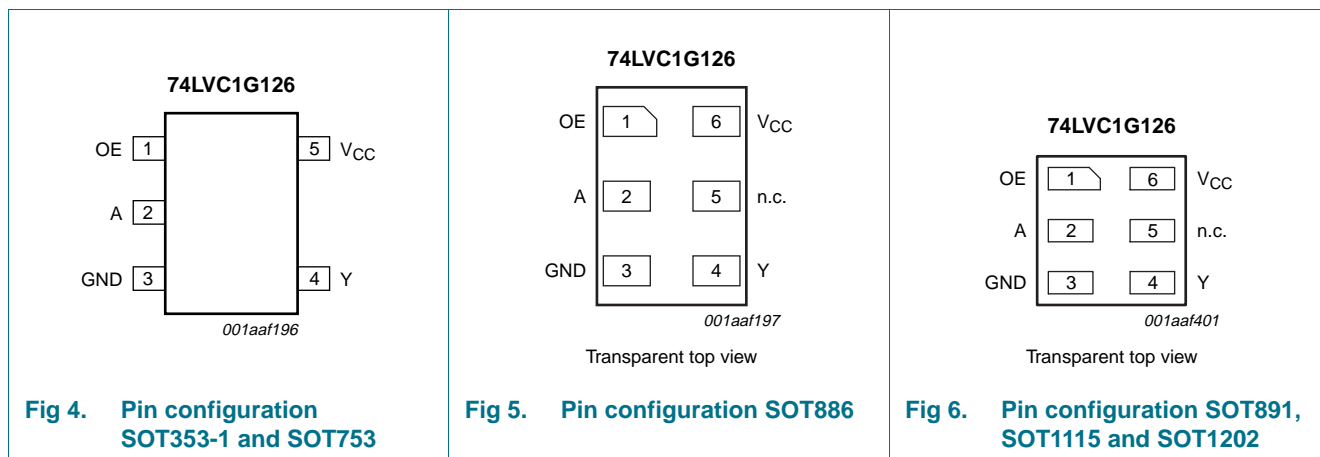 74LVC1G126
OE 1 5 VCC
A 2
GND 3 4 Y
001aaf196
Fig 4. Pin configuration
SOT353-1 and SOT753
74LVC1G126
OE 1 6 VCC
A 2 5 n.c.
GND 3 4 Y
001aaf197
Transparent top view
Fig 5. Pin configuration SOT886
74LVC1G126
OE 1 6 VCC
A 2 5 n.c.
GND 3 4 Y
001aaf401
Transparent top view
Fig 6. Pin configuration SOT891,
SOT1115 and SOT1202